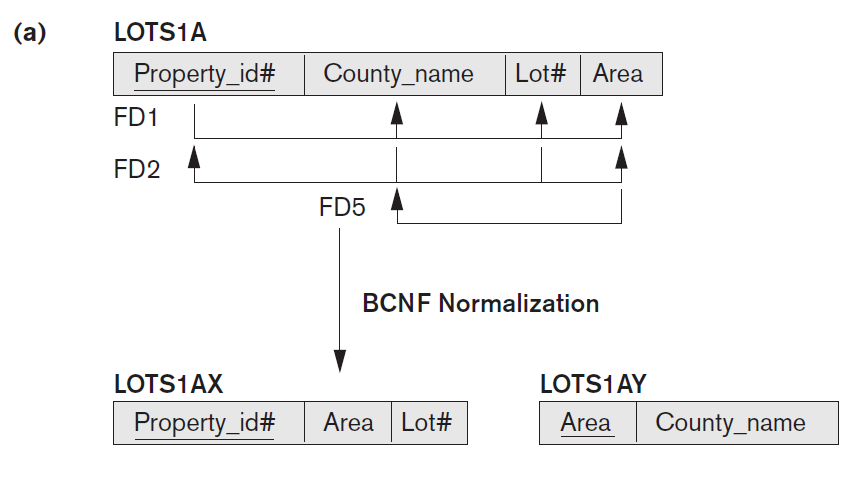 (a) LOTS1A
Property_id# County_name Lot# Area
FD1
FD2
FD5
BCNF Normalization
LOTS1AX LOTS1AY
Property_id# Area Lot# Area County_name